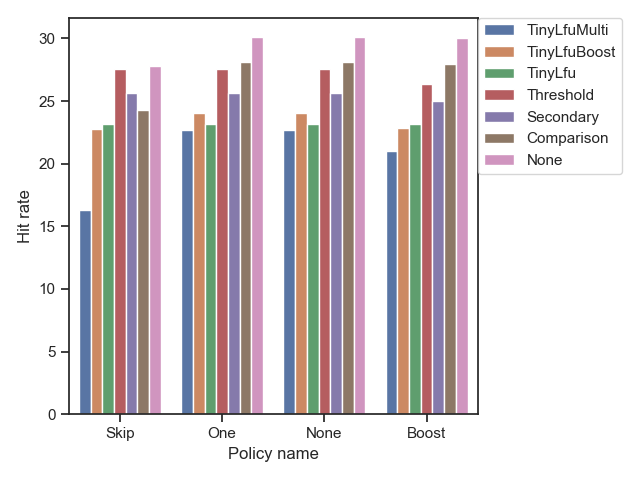 30
25
20
15
10
5
0
Hit rate
Skip
One
None
Boost
Policy name
TinyLfuMulti
TinyLfuBoost
TinyLfu
Threshold
Secondary
Comparison
None